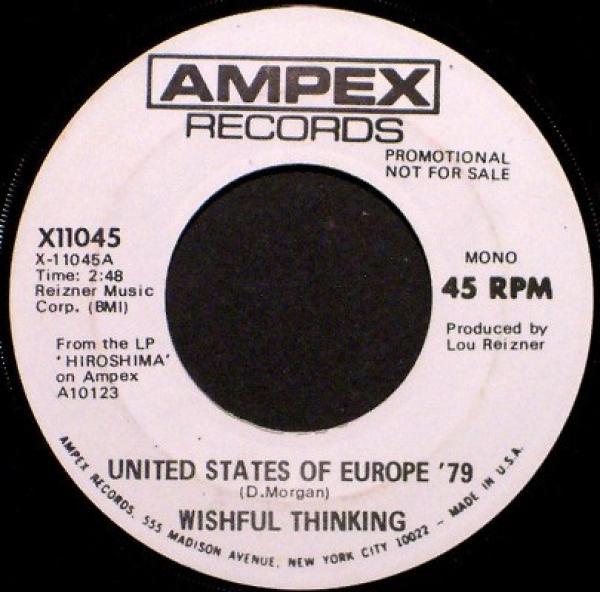 AMPEX
RECORDS
PROMOTIONAL
NOT FOR SALE
X11045
X-11045A
Time: 2:48
Reizner Music
Corp. (BMI)
From the LP
'HIROSHIMA'
on Ampex
A10123
MONO
45 RPM
Produced by
Lou Reizner
UNITED STATES OF EUROPE '79
(D.Morgan)
WISHFUL THINKING
AMPEX RECORDS, 555 MADISON AVENUE, NEW YORK CITY 10022 – MADE IN U.S.A.